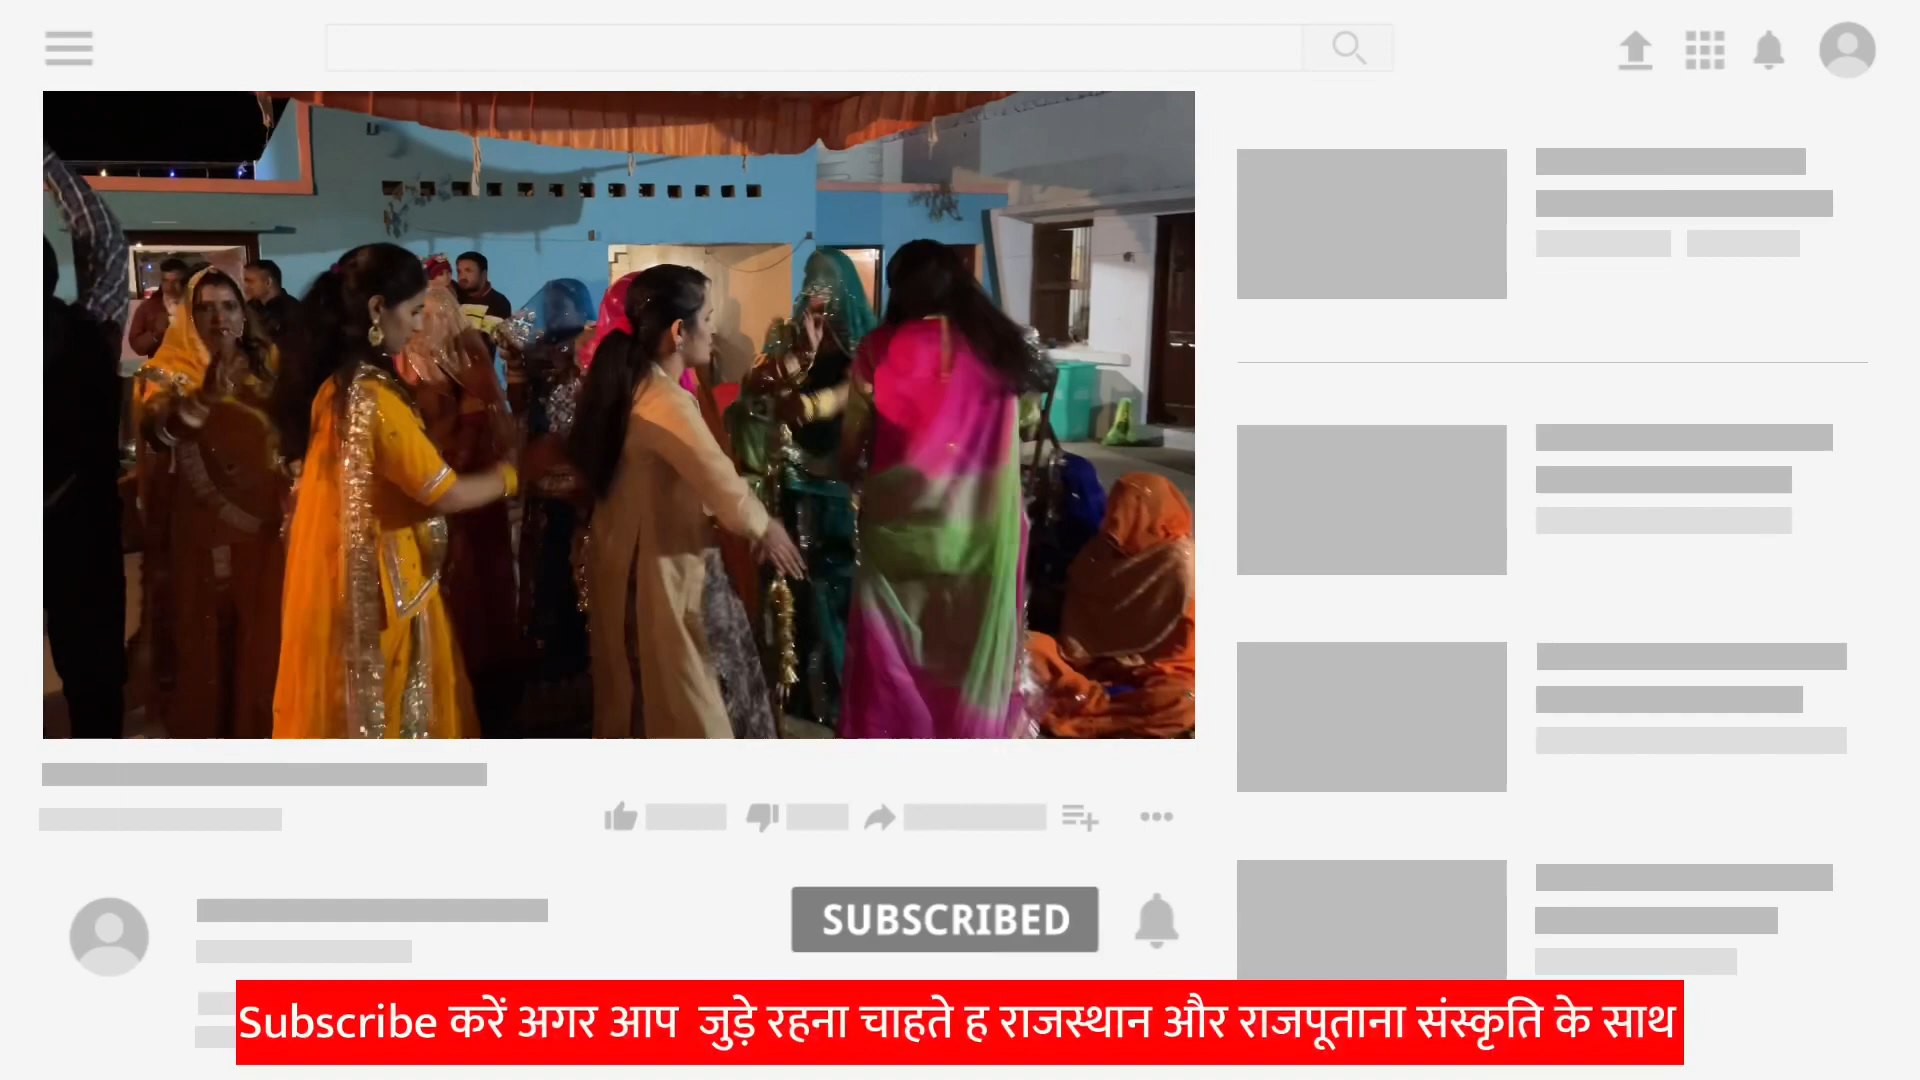 SUBSCRIBED
Subscribe करें अगर आप जुड़े रहना चाहते ह राजस्थान और राजपूताना संस्कृति के साथ